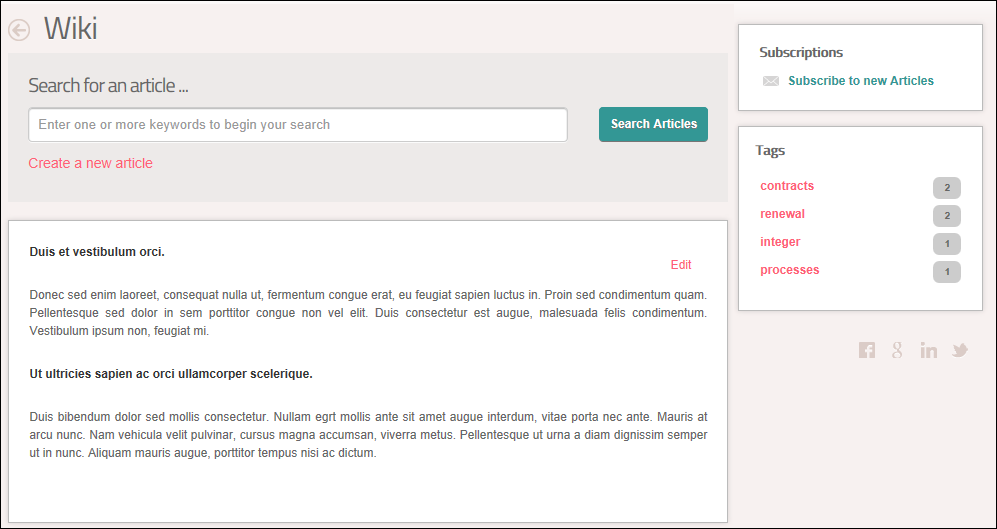 Wiki
Search for an article ...
Enter one or more keywords to begin your search
Search Articles
Create a new article
Duis et vestibulum orci.
Edit
Donec sed enim laoreet, consequat nulla ut, fermentum congue erat, eu feugiat sapien luctus in. Proin sed condimentum quam.
Pellentesque sed dolor in sem porttitor congue non vel elit. Duis consectetur est augue, malesuada felis condimentum.
Vestibulum ipsum non, feugiat mi.
Ut ultricies sapien ac orci ullamcorper scelerique.
Duis bibendum dolor sed mollis consectetur. Nullam egrt mollis ante sit amet augue interdum, vitae porta nec ante. Mauris at
arcu nunc. Nam vehicula velit pulvinar, cursus magna accumsan, viverra metus. Pellentesque ut urna a diam dignissim semper
ut in nunc. Aliquam mauris augue, porttitor tempus nisi ac dictum.
Subscriptions
Subscribe to new Articles
Tags
contracts 2
renewal 2
integer 1
processes 1